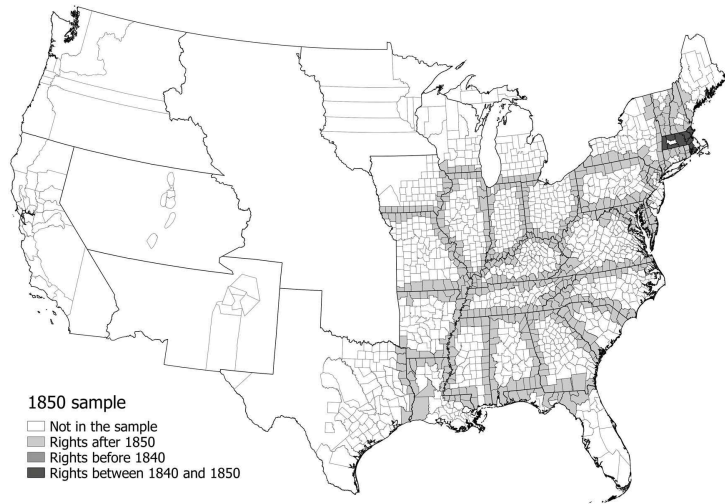 1850 sample
Not in the sample
Rights after 1850
Rights before 1840
Rights between 1840 and 1850